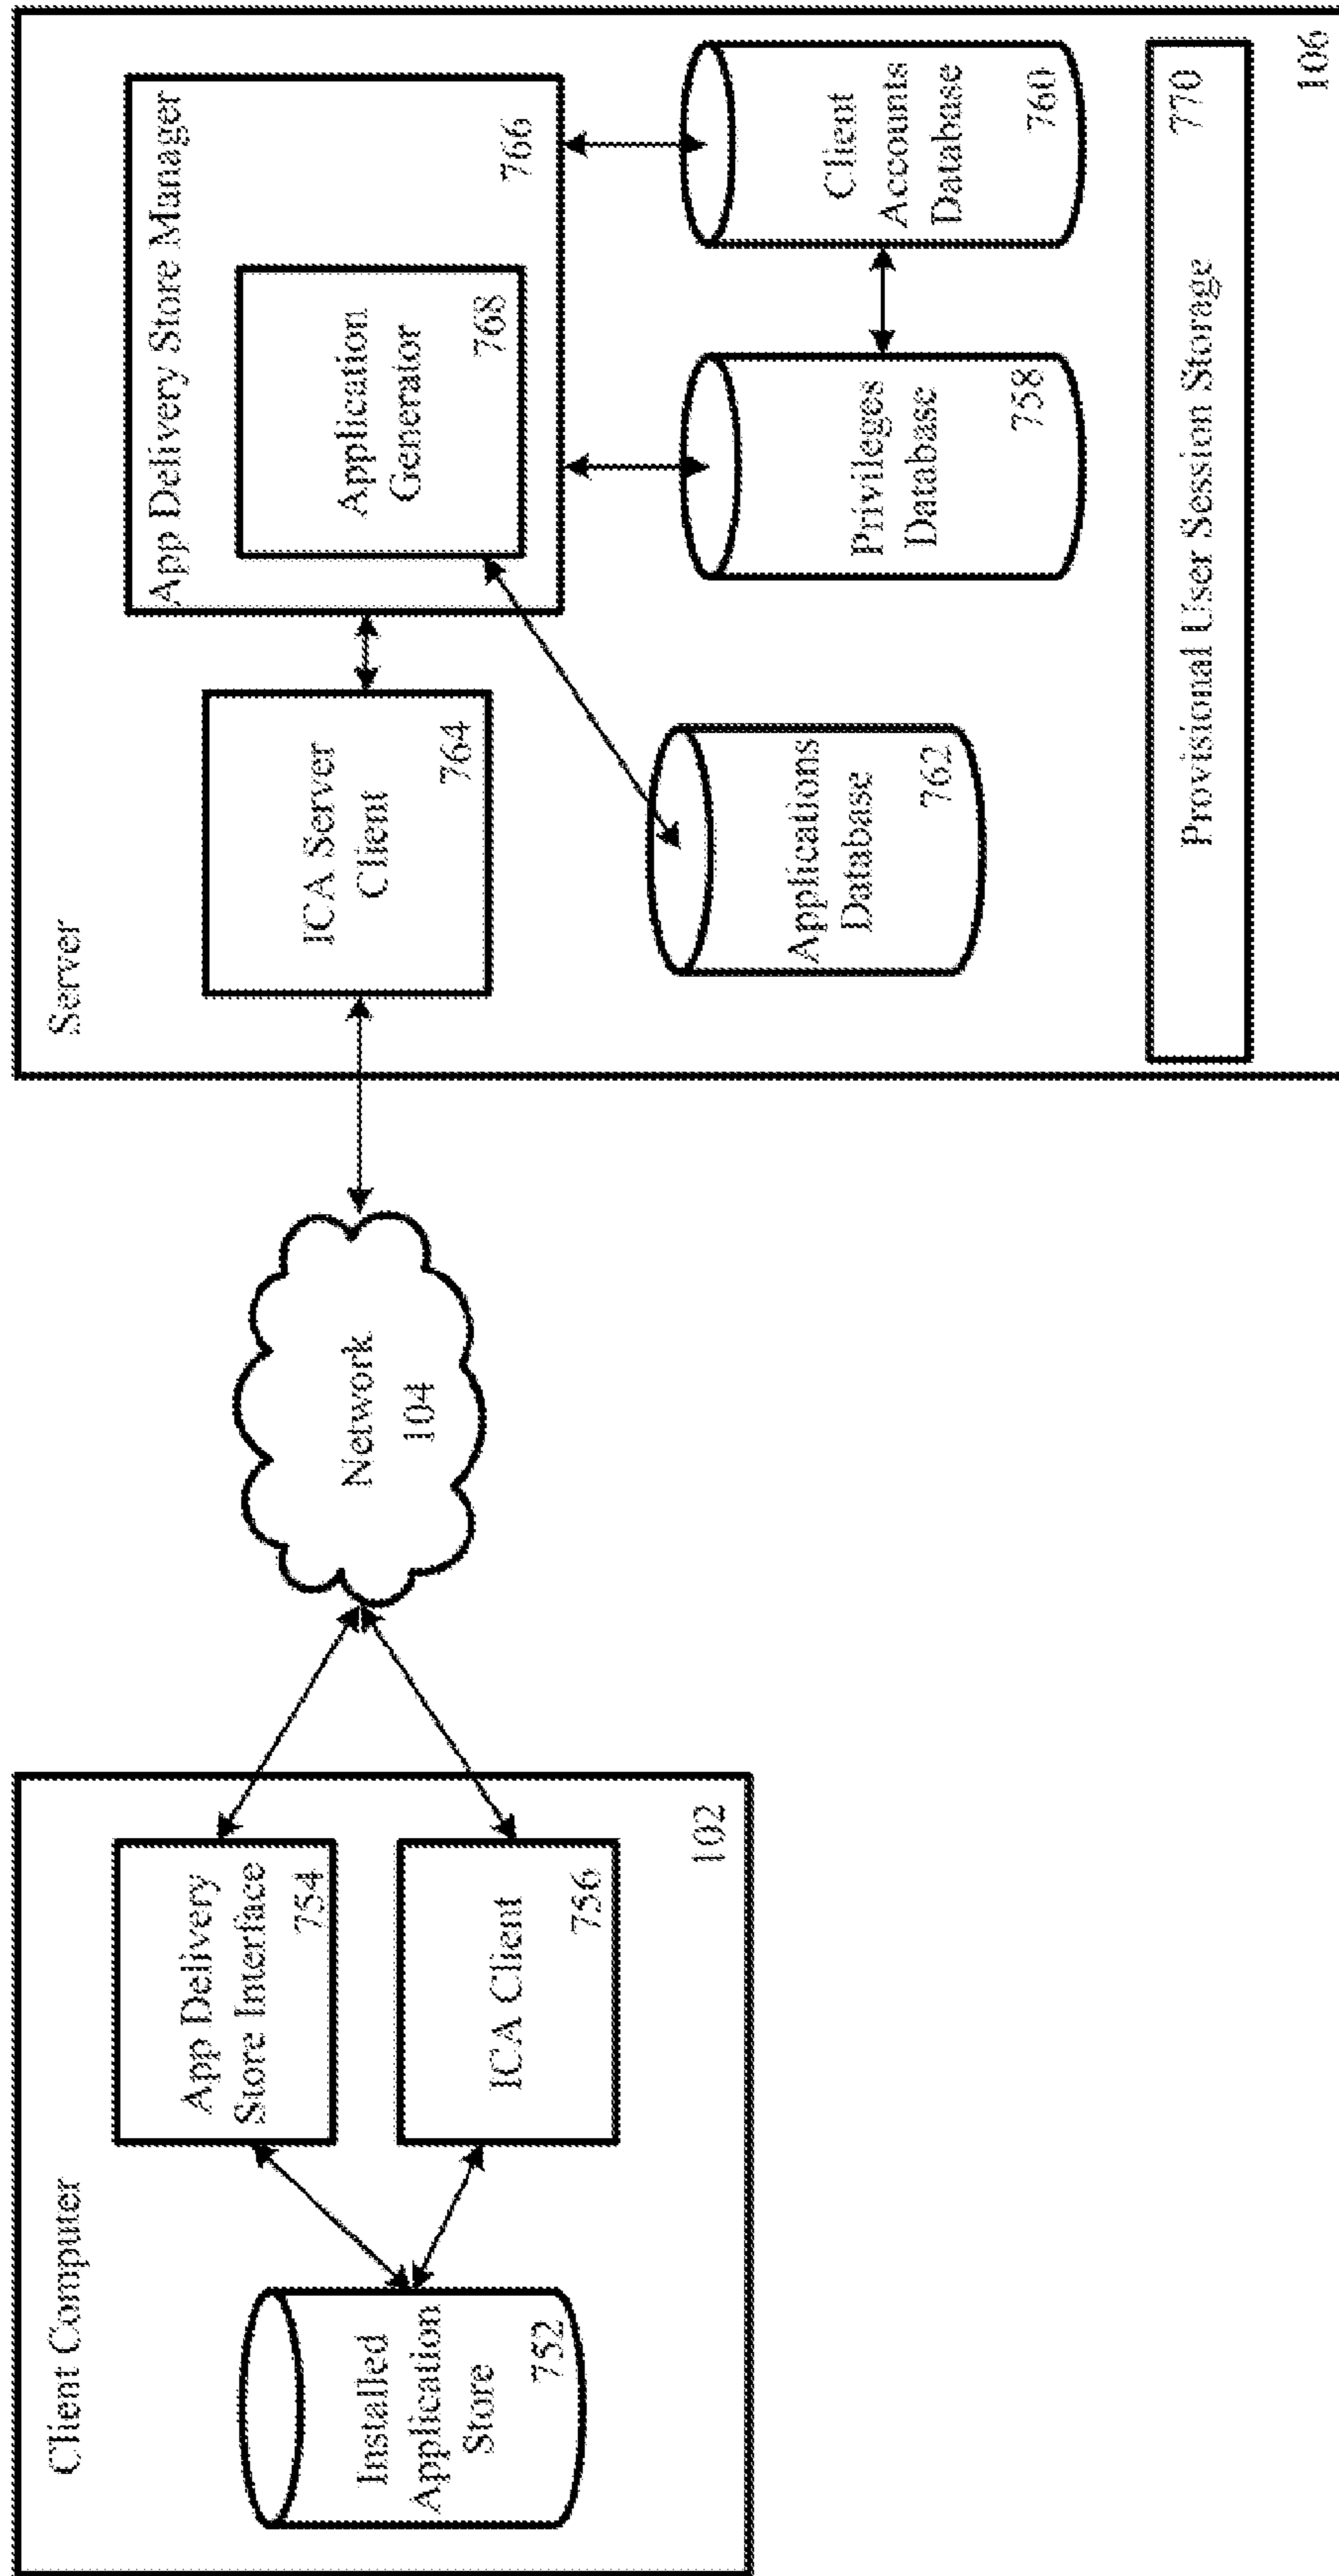 Client Computer
Installed
Application
Store
752
App Delivery
Store Interface
754
ICA Client
756
102
Network
104
Server
ICA Server
Client
764
App Delivery Store Manager
Application
Generator
768
766
Applications
Database
762
Privileges
Database
758
Client
Accounts
Database
760
Provisional User Session Storage
770
106